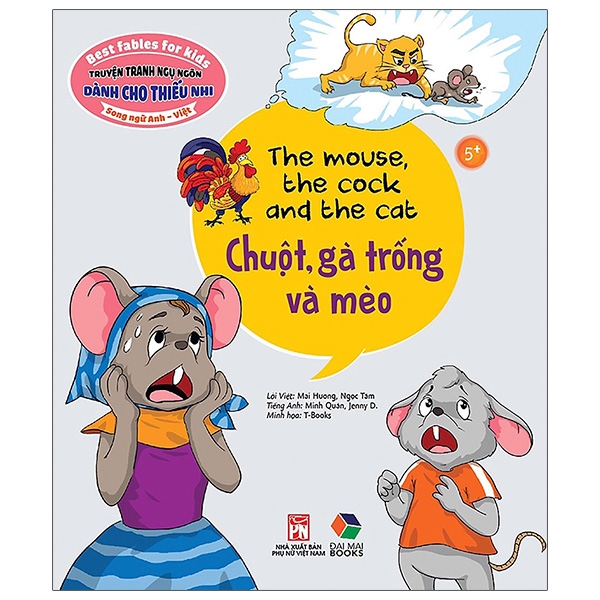 Best fables for kids
TRUYỆN TRANH NGỤ NGÔN
DÀNH CHO THIẾU NHI
Song ngữ Anh - Việt
5+
The mouse,
the cock
and the cat
Chuột, gà trống
và mèo
Lời Việt: Mai Hương, Ngọc Tâm
Tiếng Anh: Minh Quân, Jenny D.
Minh họa: T-Books
PN
NHÀ XUẤT BẢN
PHỤ NỮ VIỆT NAM
ĐẠI MAI
BOOKS